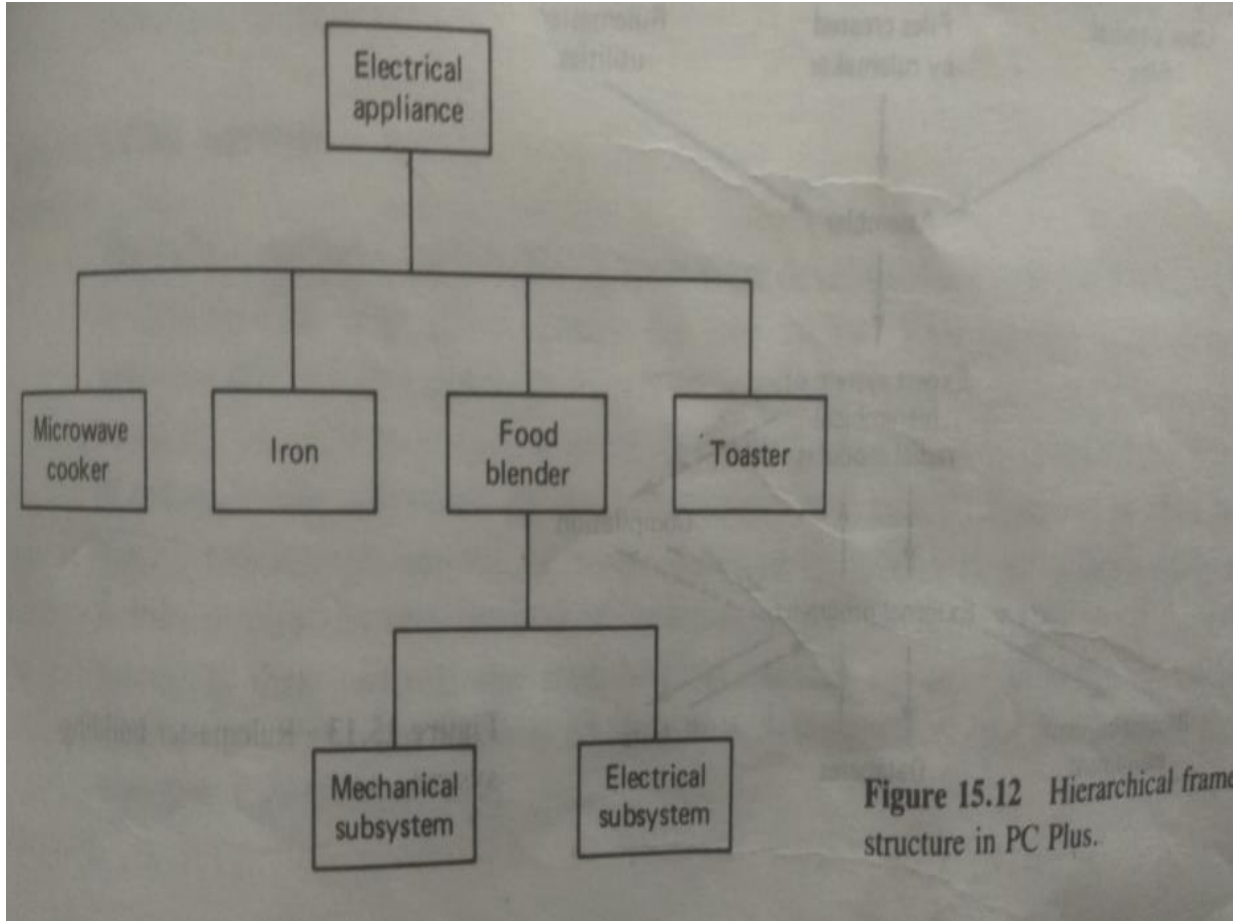 Electrical
appliance
Microwave
cooker
Iron
Food
blender
Toaster
Mechanical
subsystem
Electrical
subsystem
Figure 15.12 Hierarchical frame
structure in PC Plus.